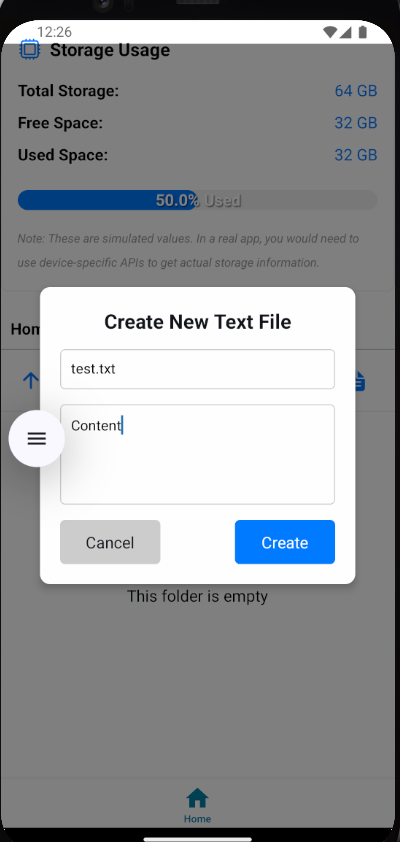 12:26
Storage Usage
Total Storage: 64 GB
Free Space: 32 GB
Used Space: 32 GB
50.0% Used
Note: These are simulated values. In a real app, you would need to
use device-specific APIs to get actual storage information.
Hom
Create New Text File
test.txt
Content
Cancel Create
This folder is empty
Home